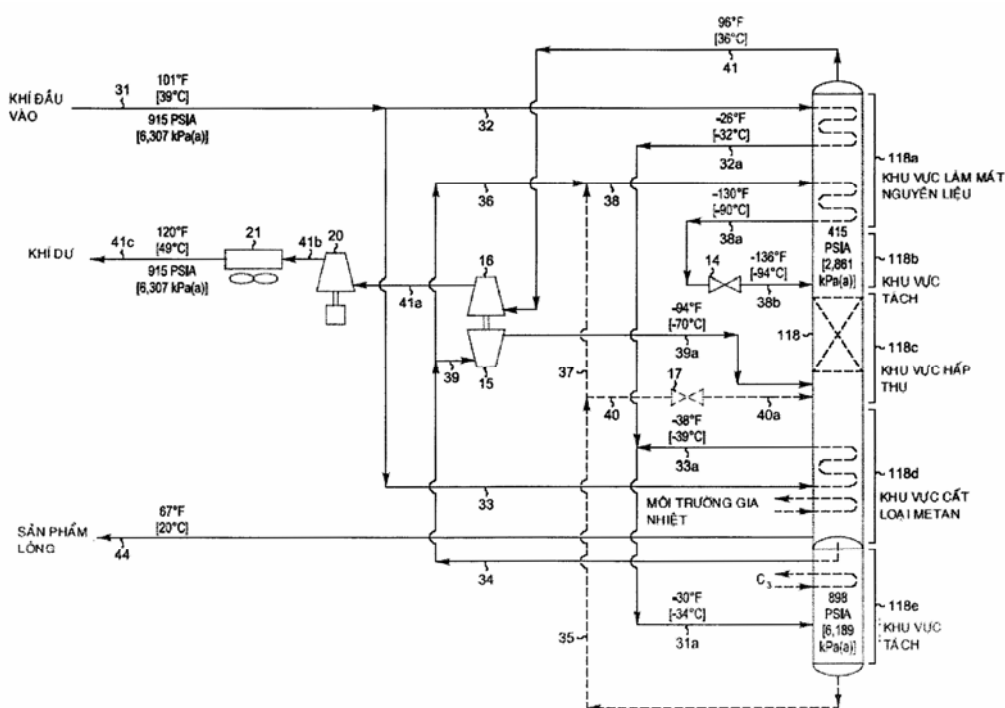 96°F
[36°C]
41
101°F
[39°C]
31
KHÍ ĐẦU
VÀO
915 PSIA
[6,307 kPa(a)]
32
-26°F
[-32°C]
32a
118a
KHU VỰC LÀM MÁT
NGUYÊN LIỆU
36
38
-130°F
[-90°C]
38a
415
PSIA
[2,861
kPa(a)]
118b
KHU VỰC
TÁCH
120°F
[49°C]
KHÍ DƯ
41c
21
41b
20
915 PSIA
[6,307 kPa(a)]
16
41a
14
-136°F
[-94°C]
38b
-94°F
[-70°C]
39a
118
118c
KHU VỰC HẤP
THỤ
39
15
37
17
40
40a
-38°F
[-39°C]
33a
118d
KHU VỰC CẤT
LOẠI METAN
33
MÔI TRƯỜNG GIA
NHIỆT
67°F
[20°C]
SẢN PHẨM
LỎNG
44
34
C3
118e
KHU VỰC
TÁCH
898
PSIA
[6,189
kPa(a)]
-30°F
[-34°C]
31a
35